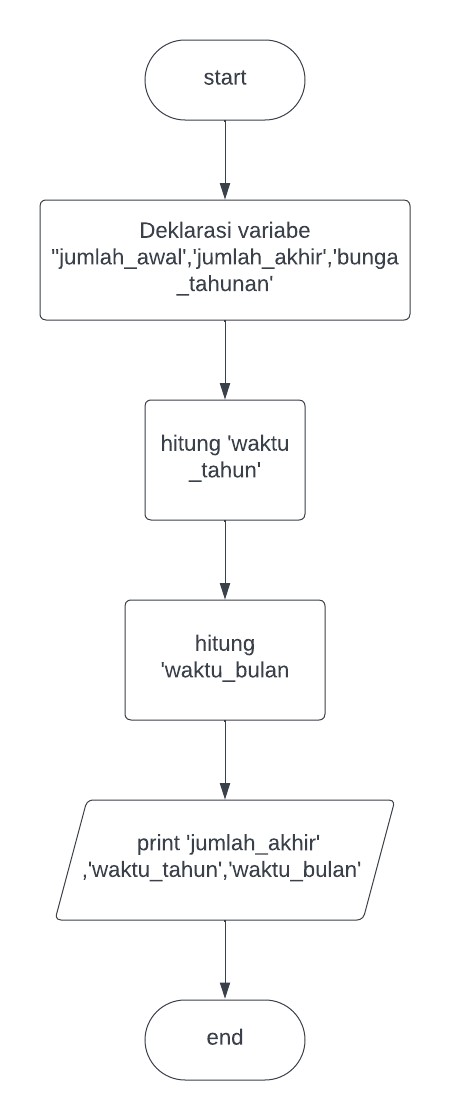 start
Deklarasi variabe
"jumlah_awal','jumlah_akhir','bunga
_tahunan'
hitung 'waktu
_tahun'
hitung
'waktu_bulan
print 'jumlah_akhir'
,'waktu_tahun','waktu_bulan'
end